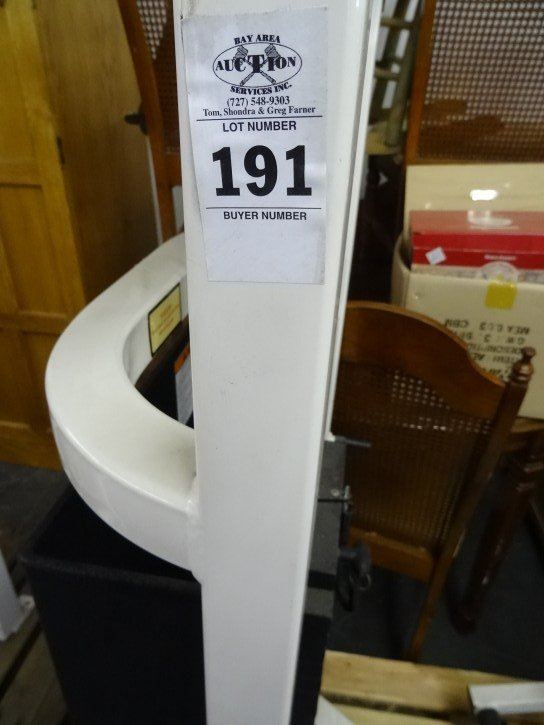 BAY AREA
AUCTION
SERVICES INC.
(727) 548-9303
Tom, Shondra & Greg Farner
LOT NUMBER
191
BUYER NUMBER